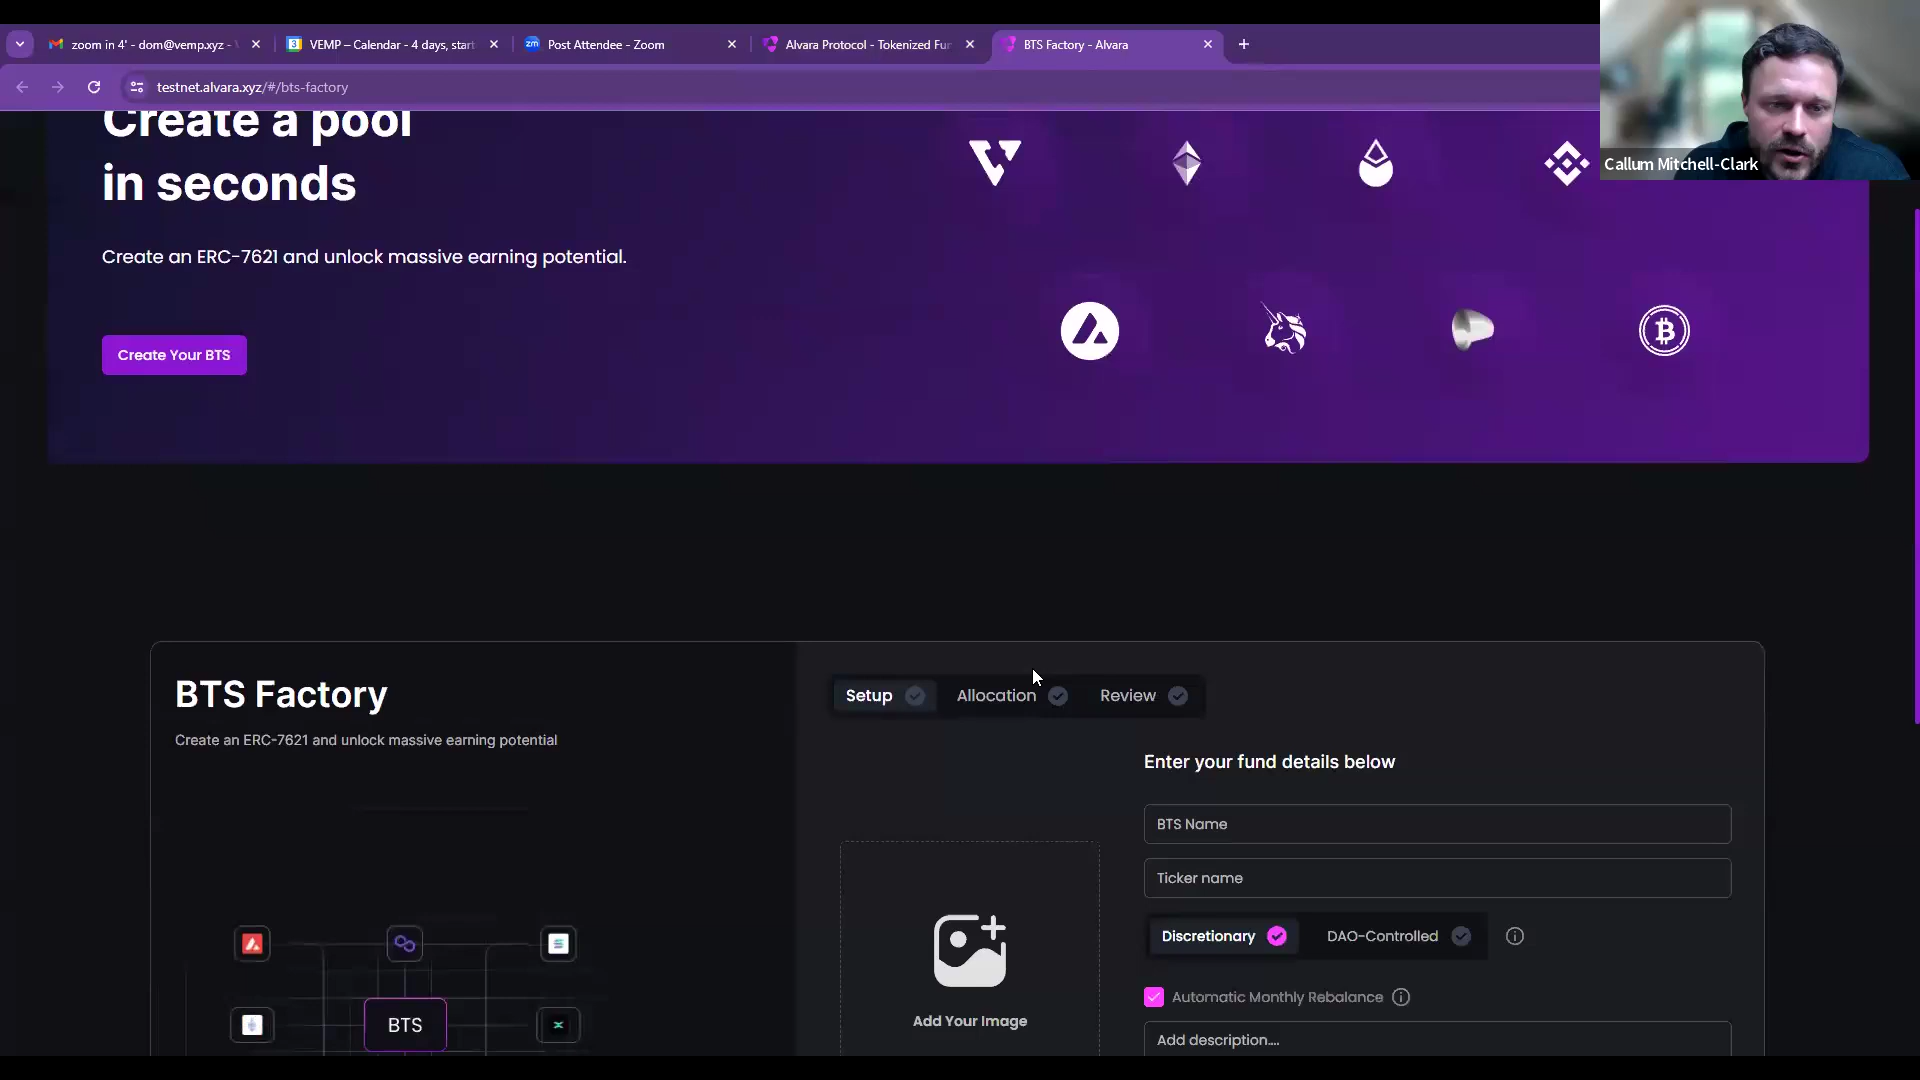 zoom in 4' - dom@vemp.xyz -
VEMP – Calendar - 4 days, start
zm Post Attendee - Zoom
Alvara Protocol - Tokenized Fun
BTS Factory - Alvara
testnet.alvara.xyz/#/bts-factory
Callum Mitchell-Clark
Create a pool
in seconds
Create an ERC-7621 and unlock massive earning potential.
Create Your BTS
BTS Factory
Create an ERC-7621 and unlock massive earning potential
BTS
Setup
Allocation
Review
Enter your fund details below
BTS Name
Ticker name
Discretionary
DAO-Controlled
Automatic Monthly Rebalance
Add description....
Add Your Image